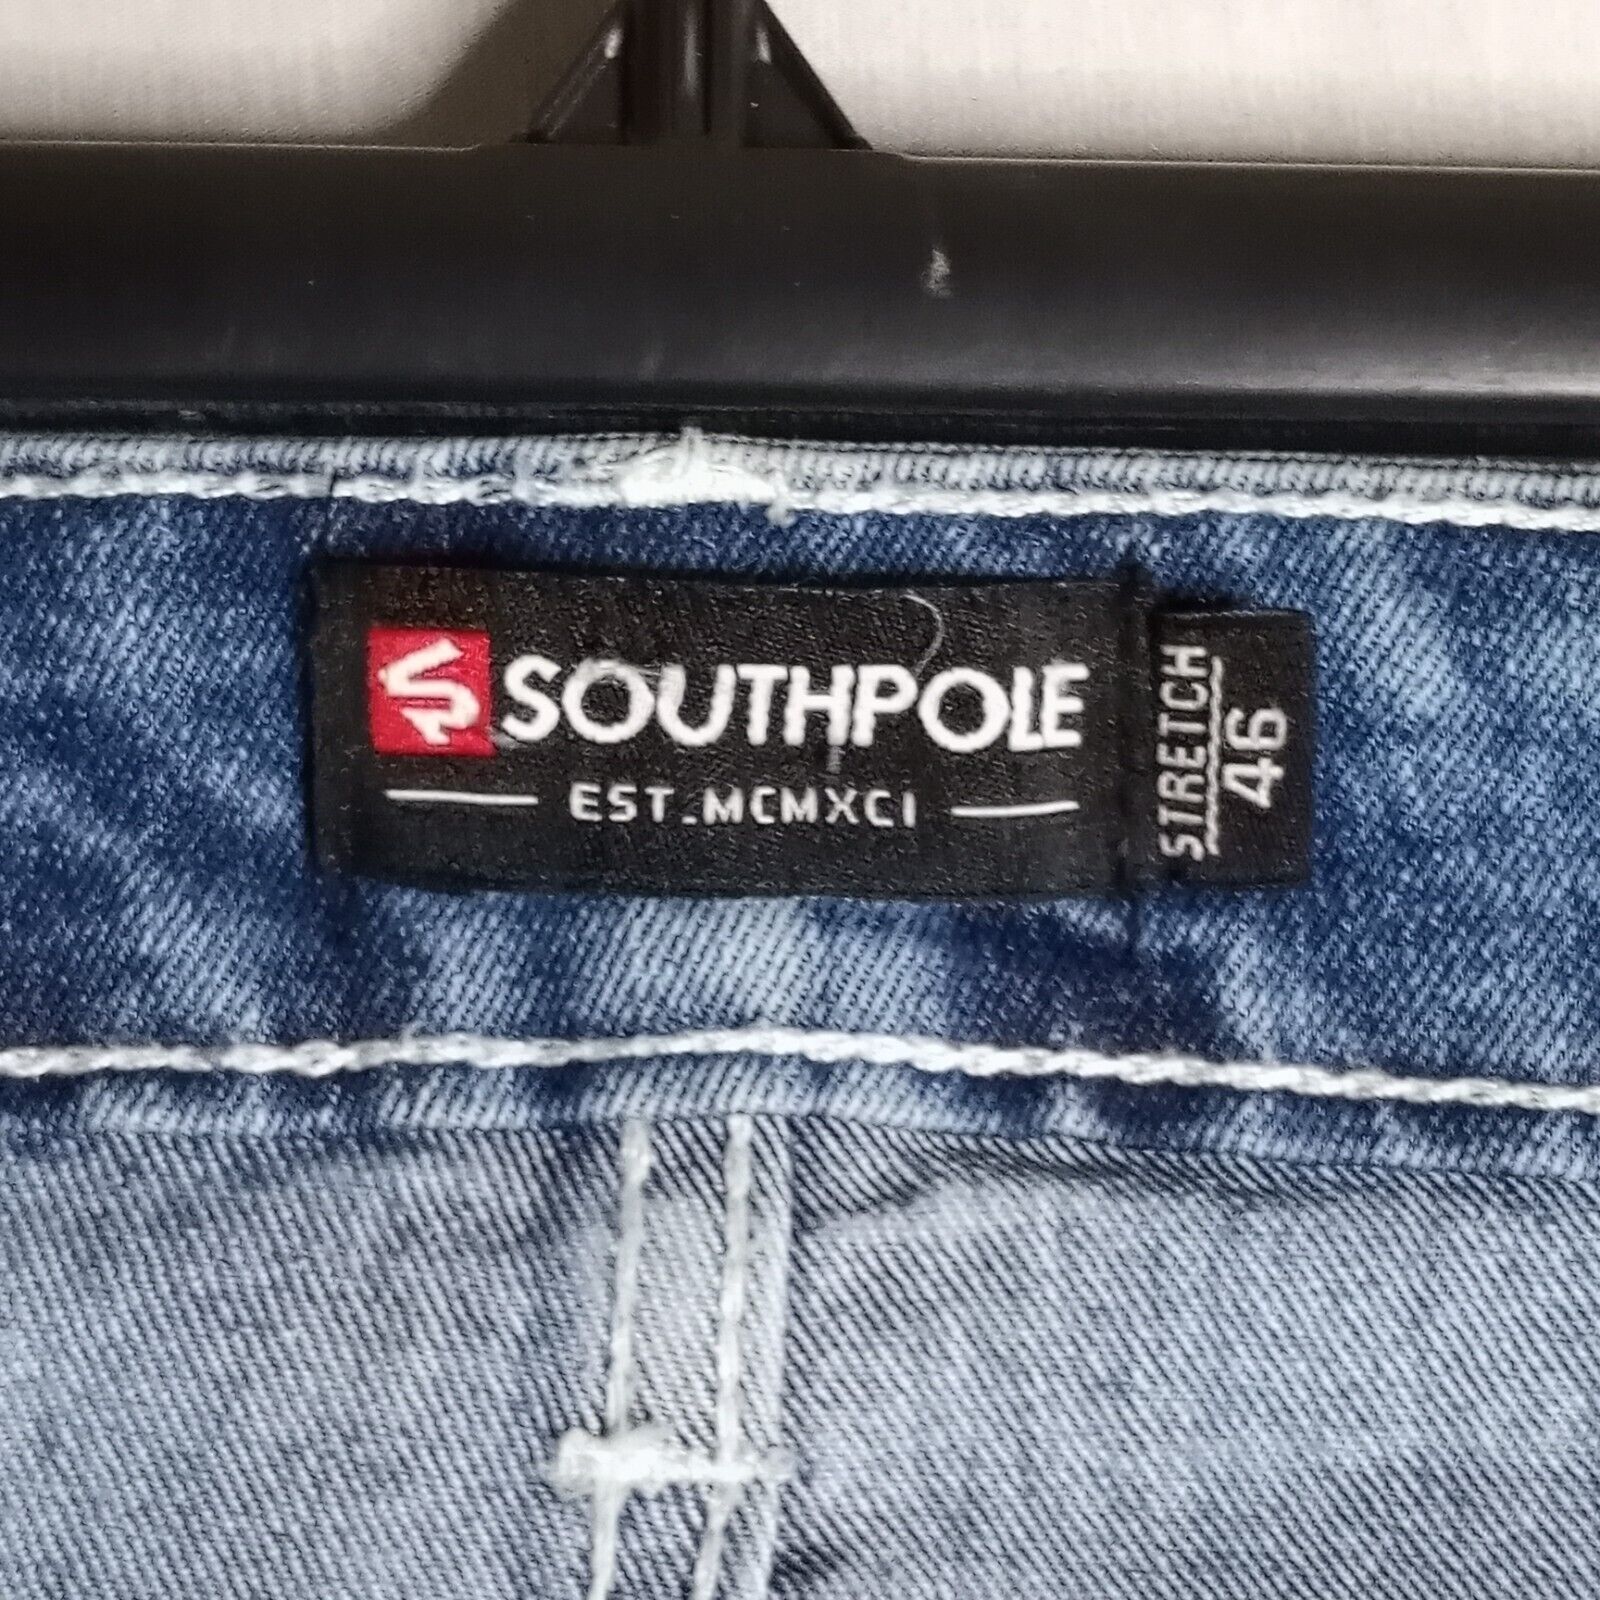 SOUTHPOLE
EST.MCMXCI
STRETCH
46